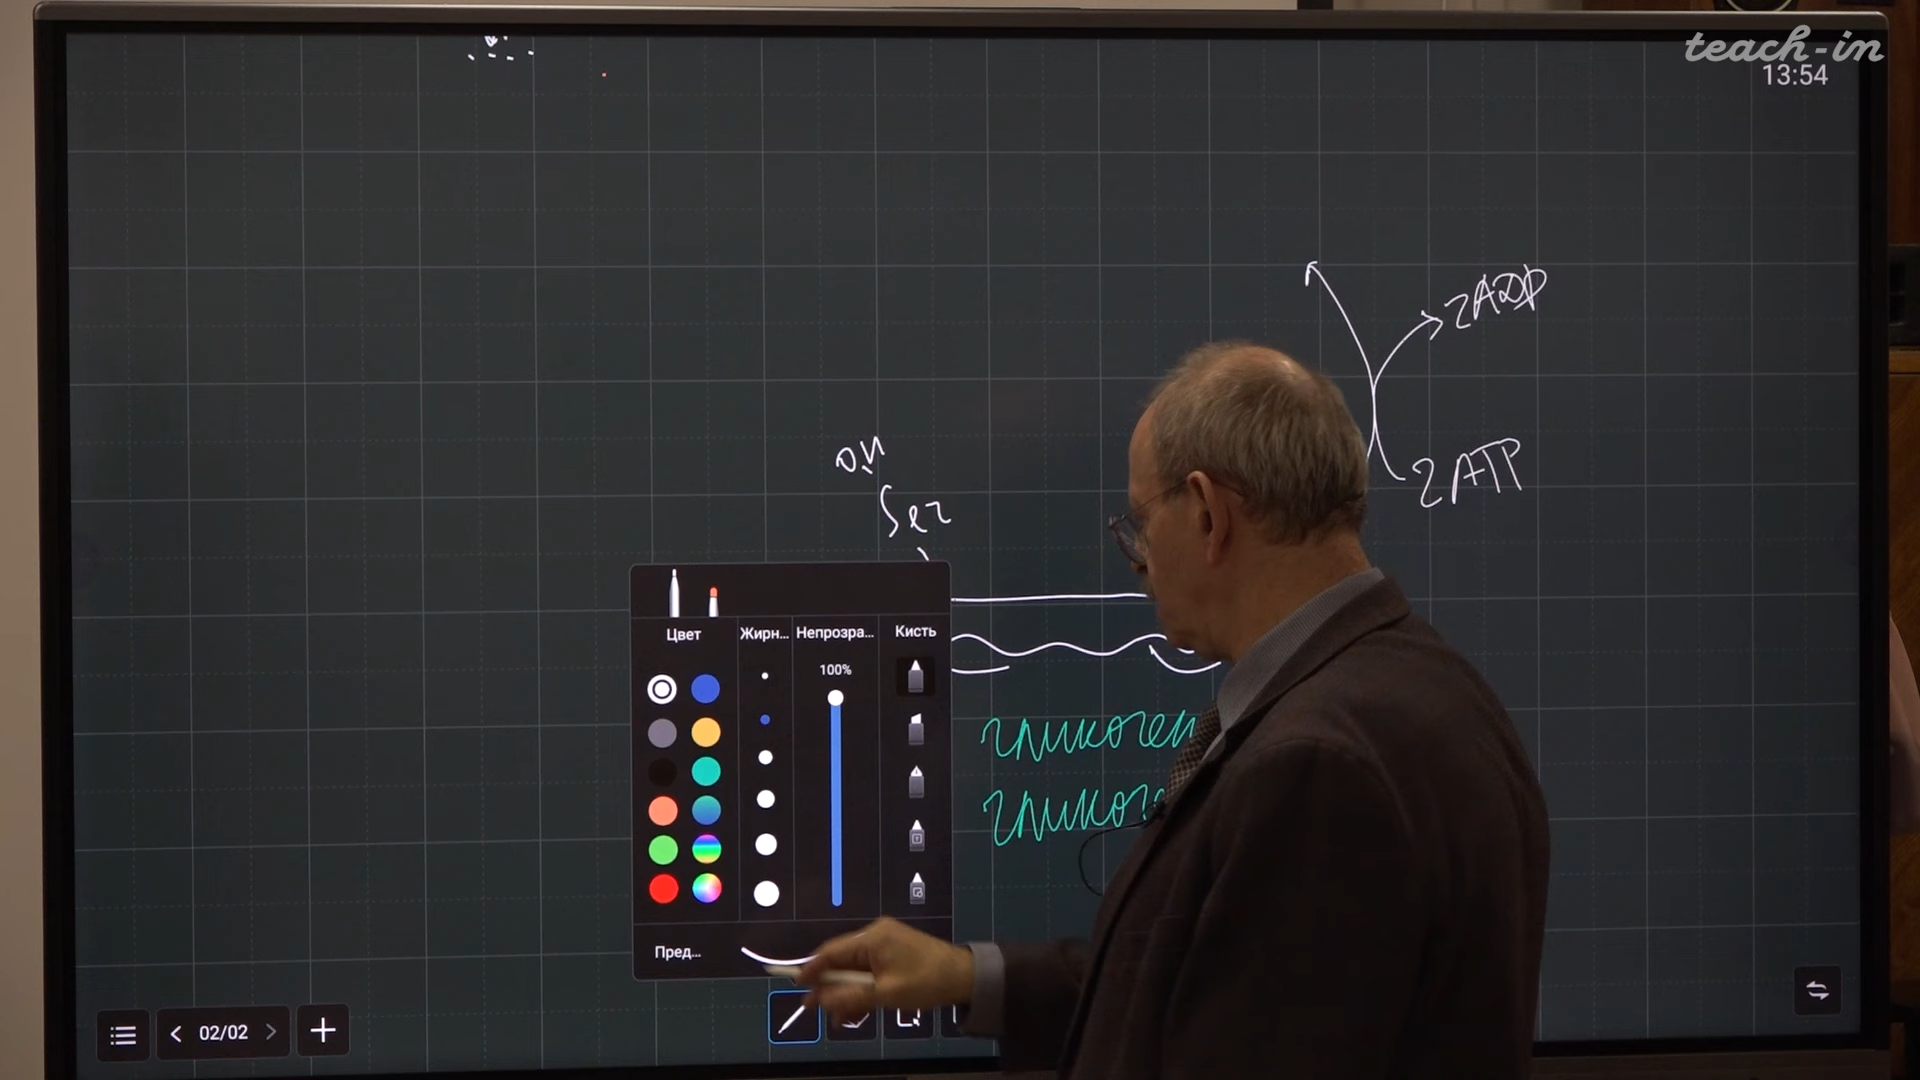 teach-in
13:54
2ADP
2ATP
OH
Ser
Цвет
Жирн...
Непрозра...
Кисть
100%
гликоген
Пред...
02/02